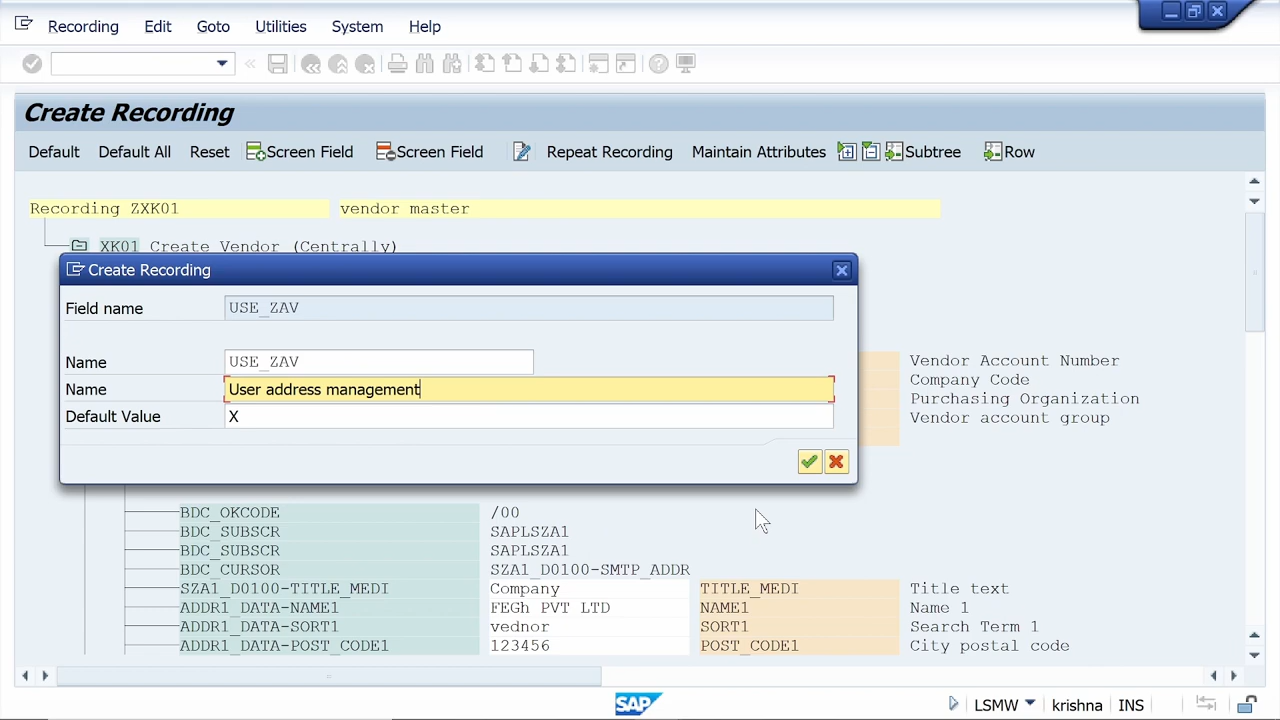 Recording Edit Goto Utilities System Help
Create Recording
Default Default All Reset Screen Field Screen Field Repeat Recording Maintain Attributes Subtree Row
Recording ZXK01 vendor master
XK01 Create Vendor (Centrally)
Create Recording
Field name USE_ZAV
Name USE_ZAV
Name User address management
Default Value X
Vendor Account Number
Company Code
Purchasing Organization
Vendor account group
BDC_OKCODE /00
BDC_SUBSCR SAPLSZA1
BDC_SUBSCR SAPLSZA1
BDC_CURSOR SZA1_D0100-SMTP_ADDR
SZA1_D0100-TITLE_MEDI Company TITLE_MEDI Title text
ADDR1_DATA-NAME1 FEGh PVT LTD NAME1 Name 1
ADDR1_DATA-SORT1 vednor SORT1 Search Term 1
ADDR1_DATA-POST_CODE1 123456 POST_CODE1 City postal code
SAP LSMW krishna INS